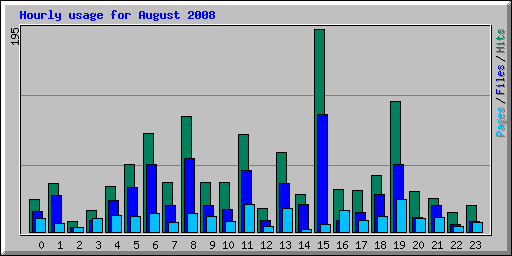 Hourly usage for August 2008
195
Pages/Files/Hits
0 1 2 3 4 5 6 7 8 9 10 11 12 13 14 15 16 17 18 19 20 21 22 23